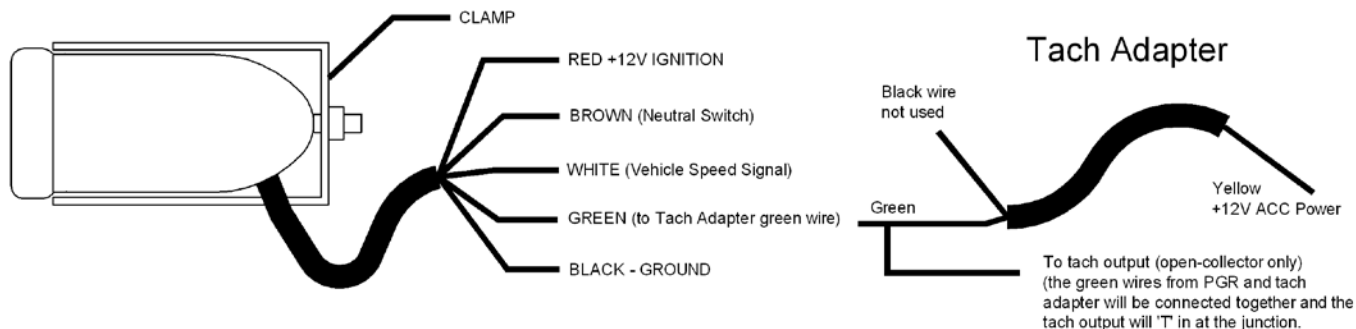 CLAMP
RED +12V IGNITION
BROWN (Neutral Switch)
WHITE (Vehicle Speed Signal)
GREEN (to Tach Adapter green wire)
BLACK - GROUND
Tach Adapter
Black wire
not used
Green
Yellow
+12V ACC Power
To tach output (open-collector only)
(the green wires from PGR and tach
adapter will be connected together and the
tach output will 'T' in at the junction.